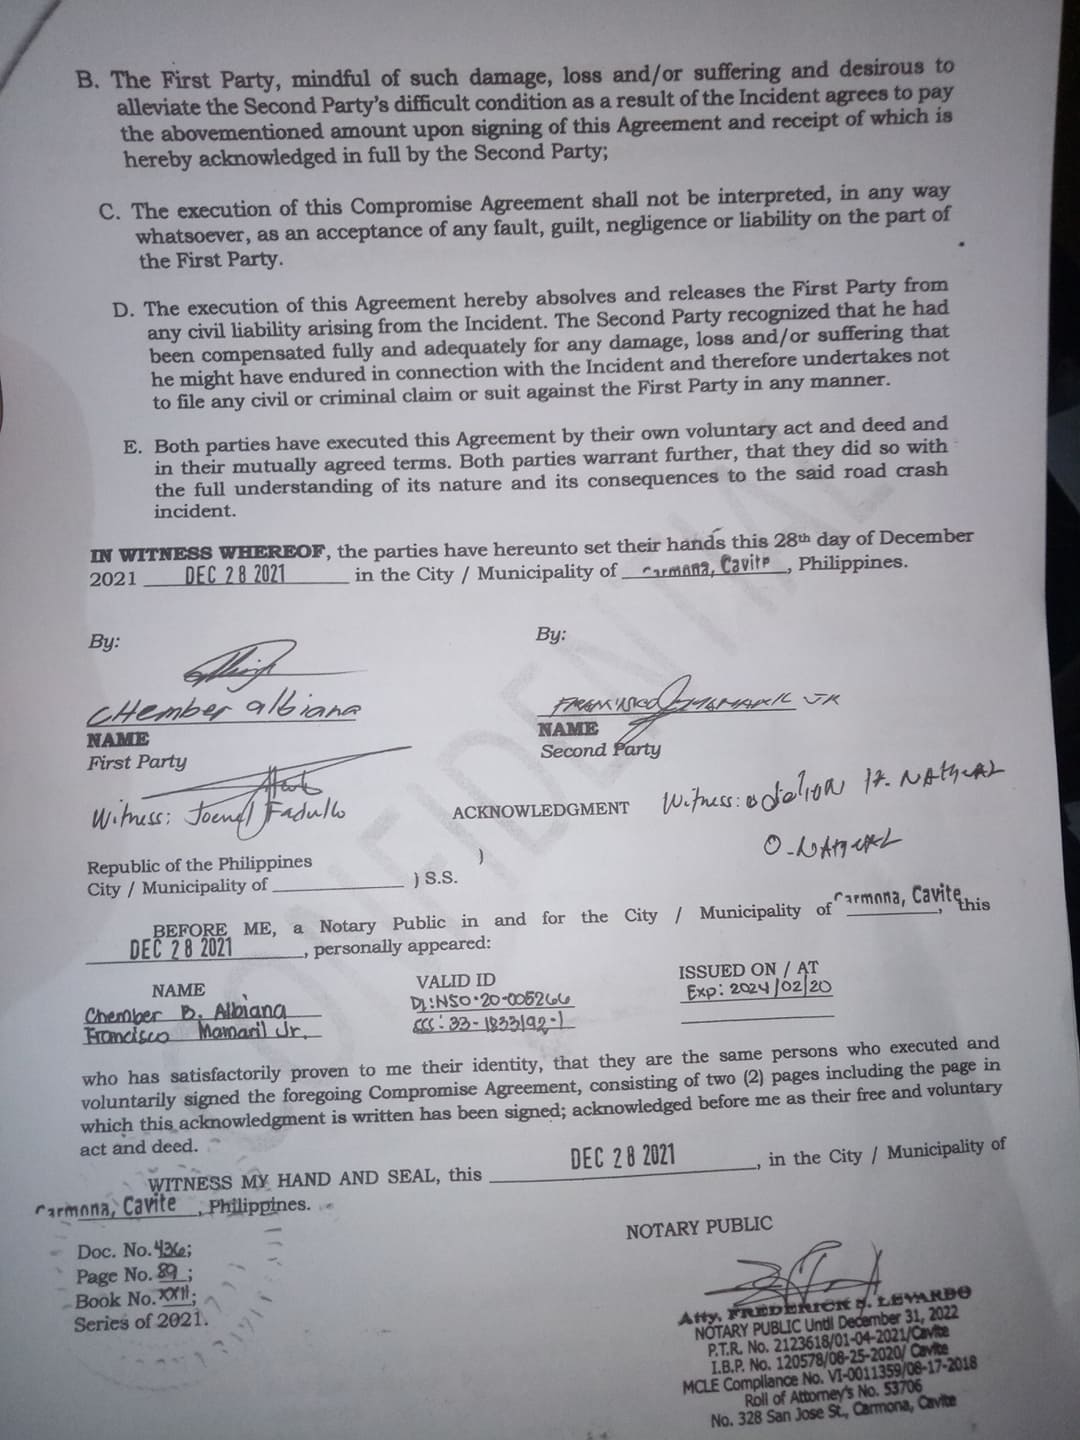 B. The First Party, mindful of such damage, loss and/or suffering and desirous to
alleviate the Second Party's difficult condition as a result of the Incident agrees to pay
the abovementioned amount upon signing of this Agreement and receipt of which is
hereby acknowledged in full by the Second Party;
C. The execution of this Compromise Agreement shall not be interpreted, in any way
whatsoever, as an acceptance of any fault, guilt, negligence or liability on the part of
the First Party.
D. The execution of this Agreement hereby absolves and releases the First Party from
any civil liability arising from the Incident. The Second Party recognized that he had
been compensated fully and adequately for any damage, loss and/or suffering that
he might have endured in connection with the Incident and therefore undertakes not
to file any civil or criminal claim or suit against the First Party in any manner.
E. Both parties have executed this Agreement by their own voluntary act and deed and
in their mutually agreed terms. Both parties warrant further, that they did so with
the full understanding of its nature and its consequences to the said road crash
incident.
IN WITNESS WHEREOF, the parties have hereunto set their hands this 28th day of December
2021 DEC 28 2021 in the City / Municipality of Carmona, Cavite, Philippines.
By: By:
CHember albiana JR
NAME NAME
First Party Second Party
Witness: Joenel Fadullo ACKNOWLEDGMENT Witness:
Republic of the Philippines )
City / Municipality of ) S.S.
BEFORE ME, a Notary Public in and for the City / Municipality of Carmona, Cavite, this
DEC 28 2021, personally appeared:
NAME VALID ID ISSUED ON / AT
Chember B. Albiana DL: N50-20-005266 Exp: 2024/02/20
Francisco Mamaril Jr. SSS: 33-1833192-1
who has satisfactorily proven to me their identity, that they are the same persons who executed and
voluntarily signed the foregoing Compromise Agreement, consisting of two (2) pages including the page in
which this acknowledgment is written has been signed; acknowledged before me as their free and voluntary
act and deed.
WITNESS MY HAND AND SEAL, this DEC 28 2021, in the City / Municipality of
Carmona, Cavite, Philippines.
NOTARY PUBLIC
Doc. No. 436;
Page No. 89;
Book No. XXII;
Series of 2021.
Atty. FREDERICK S. LEVARDO
NOTARY PUBLIC Until December 31, 2022
P.T.R. No. 2123618/01-04-2021/Cavite
I.B.P. No. 120578/08-25-2020/ Cavite
MCLE Compliance No. VI-0011359/08-17-2018
Roll of Attorney's No. 53706
No. 328 San Jose St., Carmona, Cavite
CONFIDENTIAL